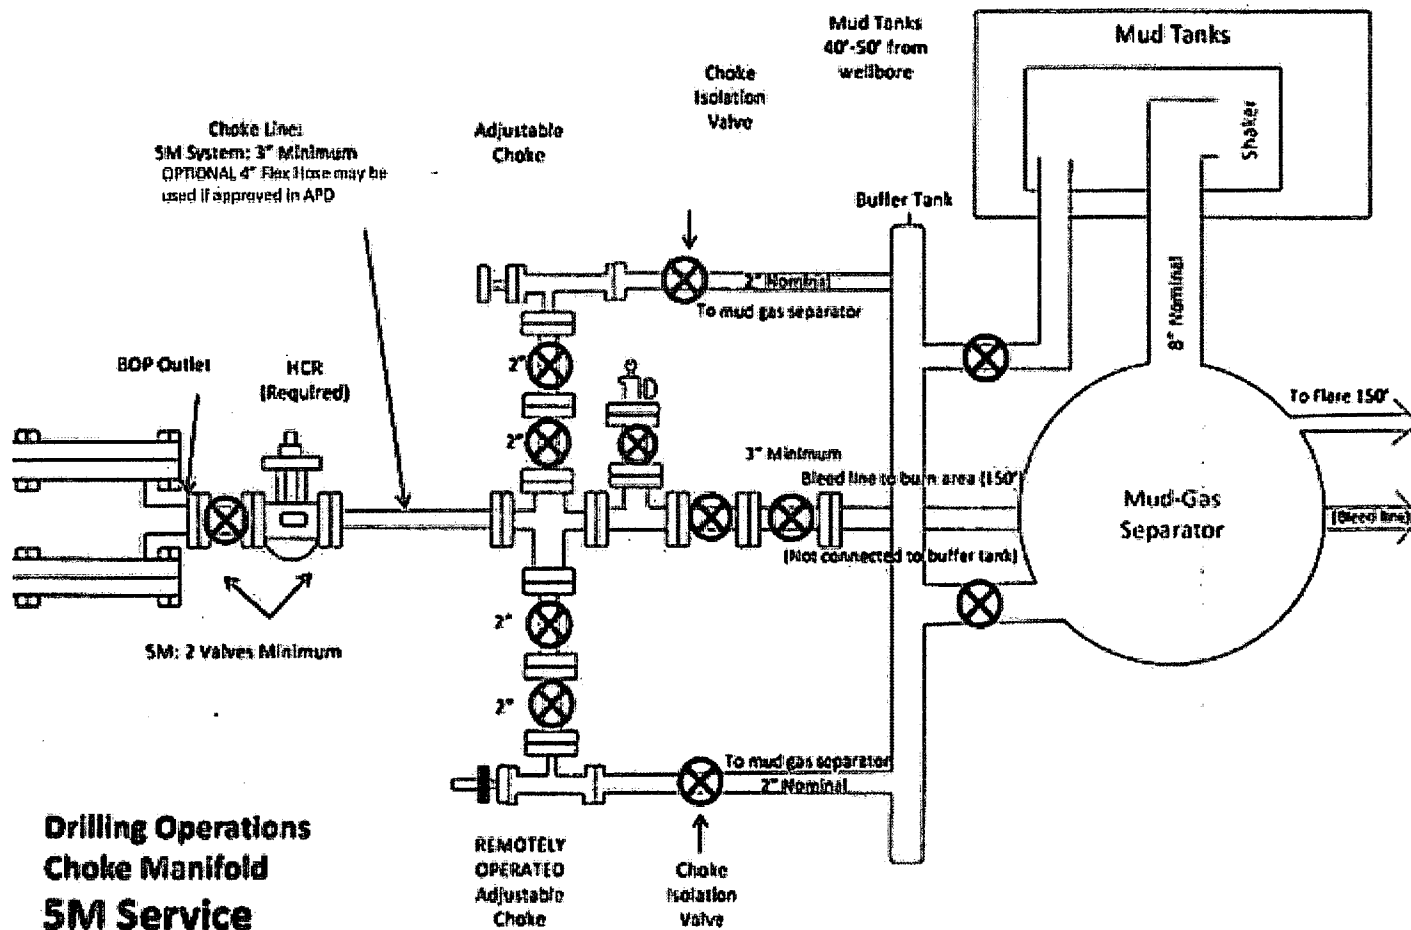 Mud Tanks
40'-50' from
wellbore
Mud Tanks
Shaker
Choke
Isolation
Valve
Choke Line:
5M System: 3" Minimum
OPTIONAL 4" Flex Hose may be
used if approved in APD
Adjustable
Choke
Buffer Tank
2" Nominal
To mud gas separator
8" Nominal
BOP Outlet
HCR
(Required)
2"
2"
To Flare 150'
3" Minimum
Bleed line to burn area (150'
Mud-Gas
Separator
(Bleed line)
(Not connected to buffer tank)
2"
5M: 2 Valves Minimum
2"
To mud gas separator
2" Nominal
Drilling Operations
Choke Manifold
5M Service
REMOTELY
OPERATED
Adjustable
Choke
Choke
Isolation
Valve